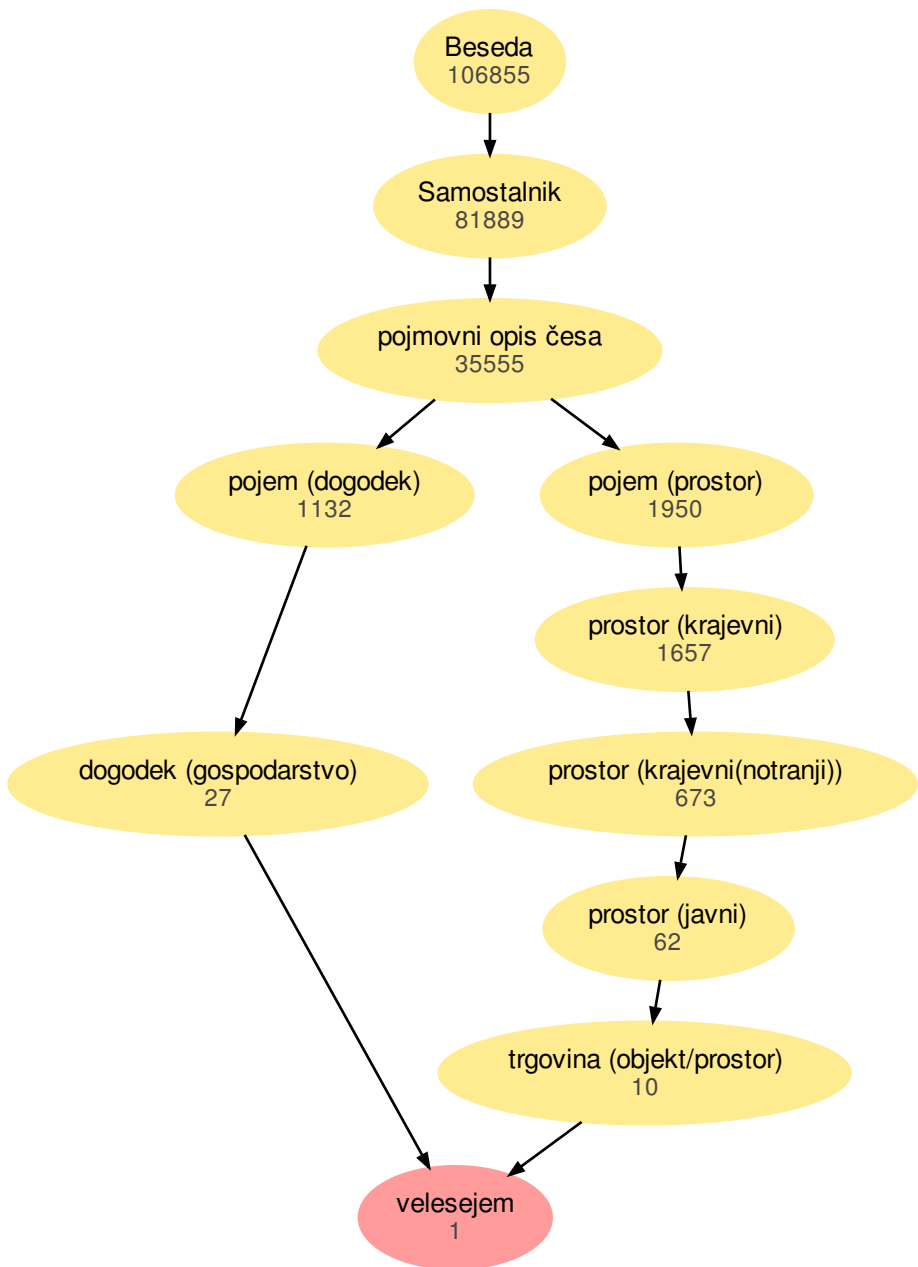 Beseda
106855
Samostalnik
81889
pojmovni opis česa
35555
pojem (dogodek)
1132
pojem (prostor)
1950
prostor (krajevni)
1657
dogodek (gospodarstvo)
27
prostor (krajevni(notranji))
673
prostor (javni)
62
trgovina (objekt/prostor)
10
velesejem
1